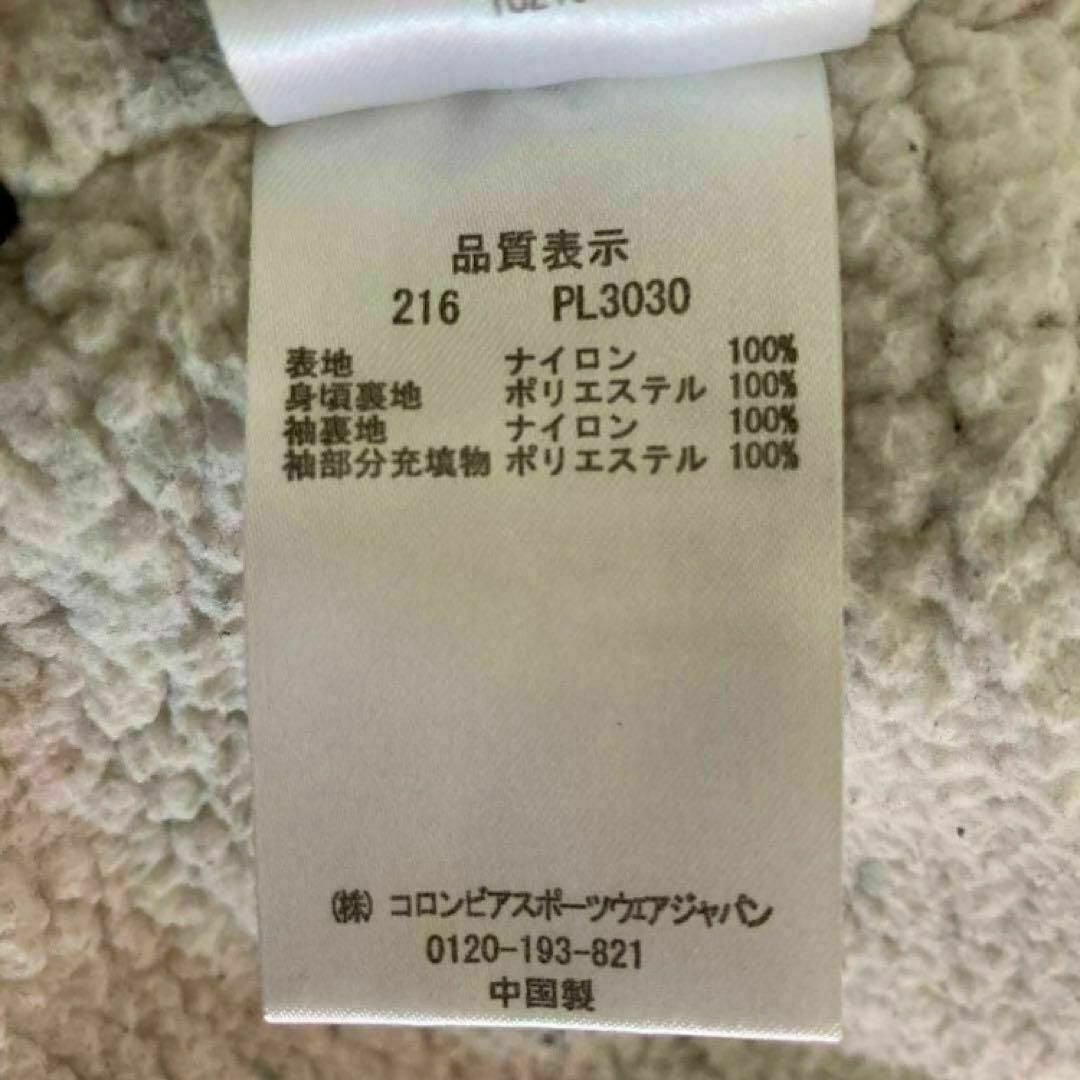 品質表示
216 PL3030
表地 ナイロン 100%
身頃裏地 ポリエステル 100%
袖裏地 ナイロン 100%
袖部分充填物 ポリエステル 100%
(株) コロンビアスポーツウェアジャパン
0120-193-821
中国製